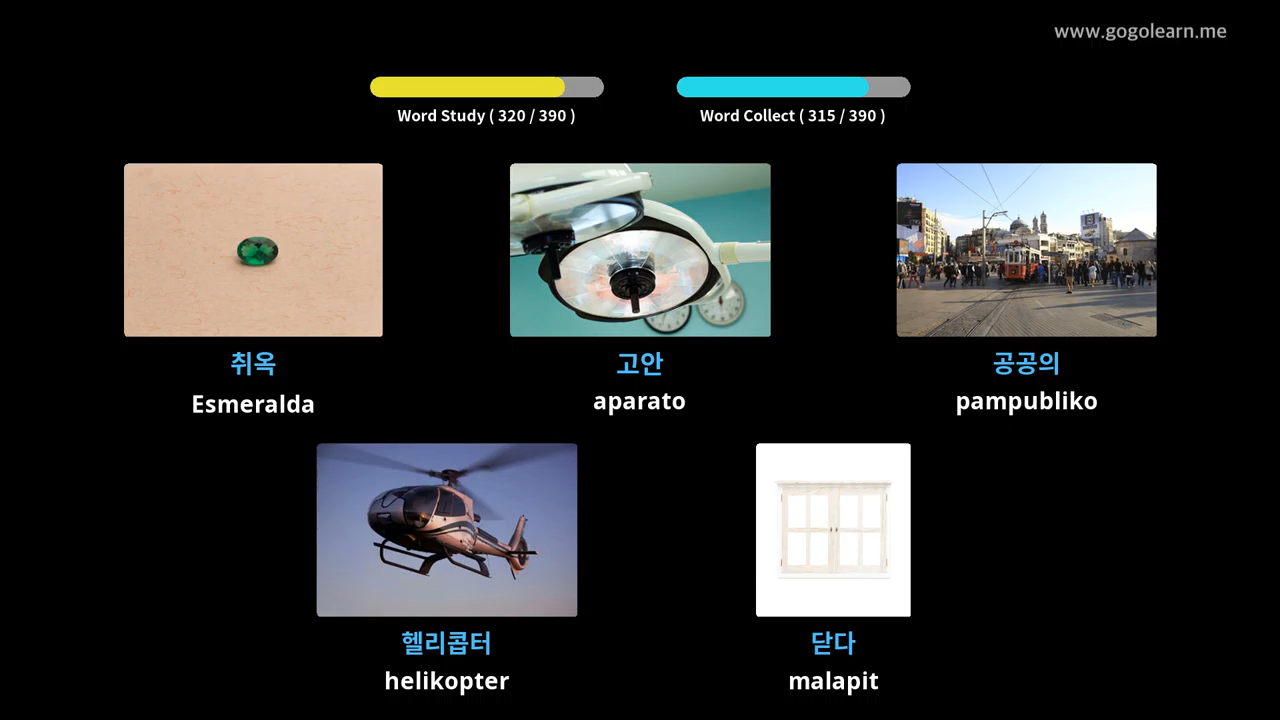 www.gogolearn.me
Word Study ( 320 / 390 )
Word Collect ( 315 / 390 )
취옥
Esmeralda
고안
aparato
공공의
pampubliko
헬리콥터
helikopter
닫다
malapit